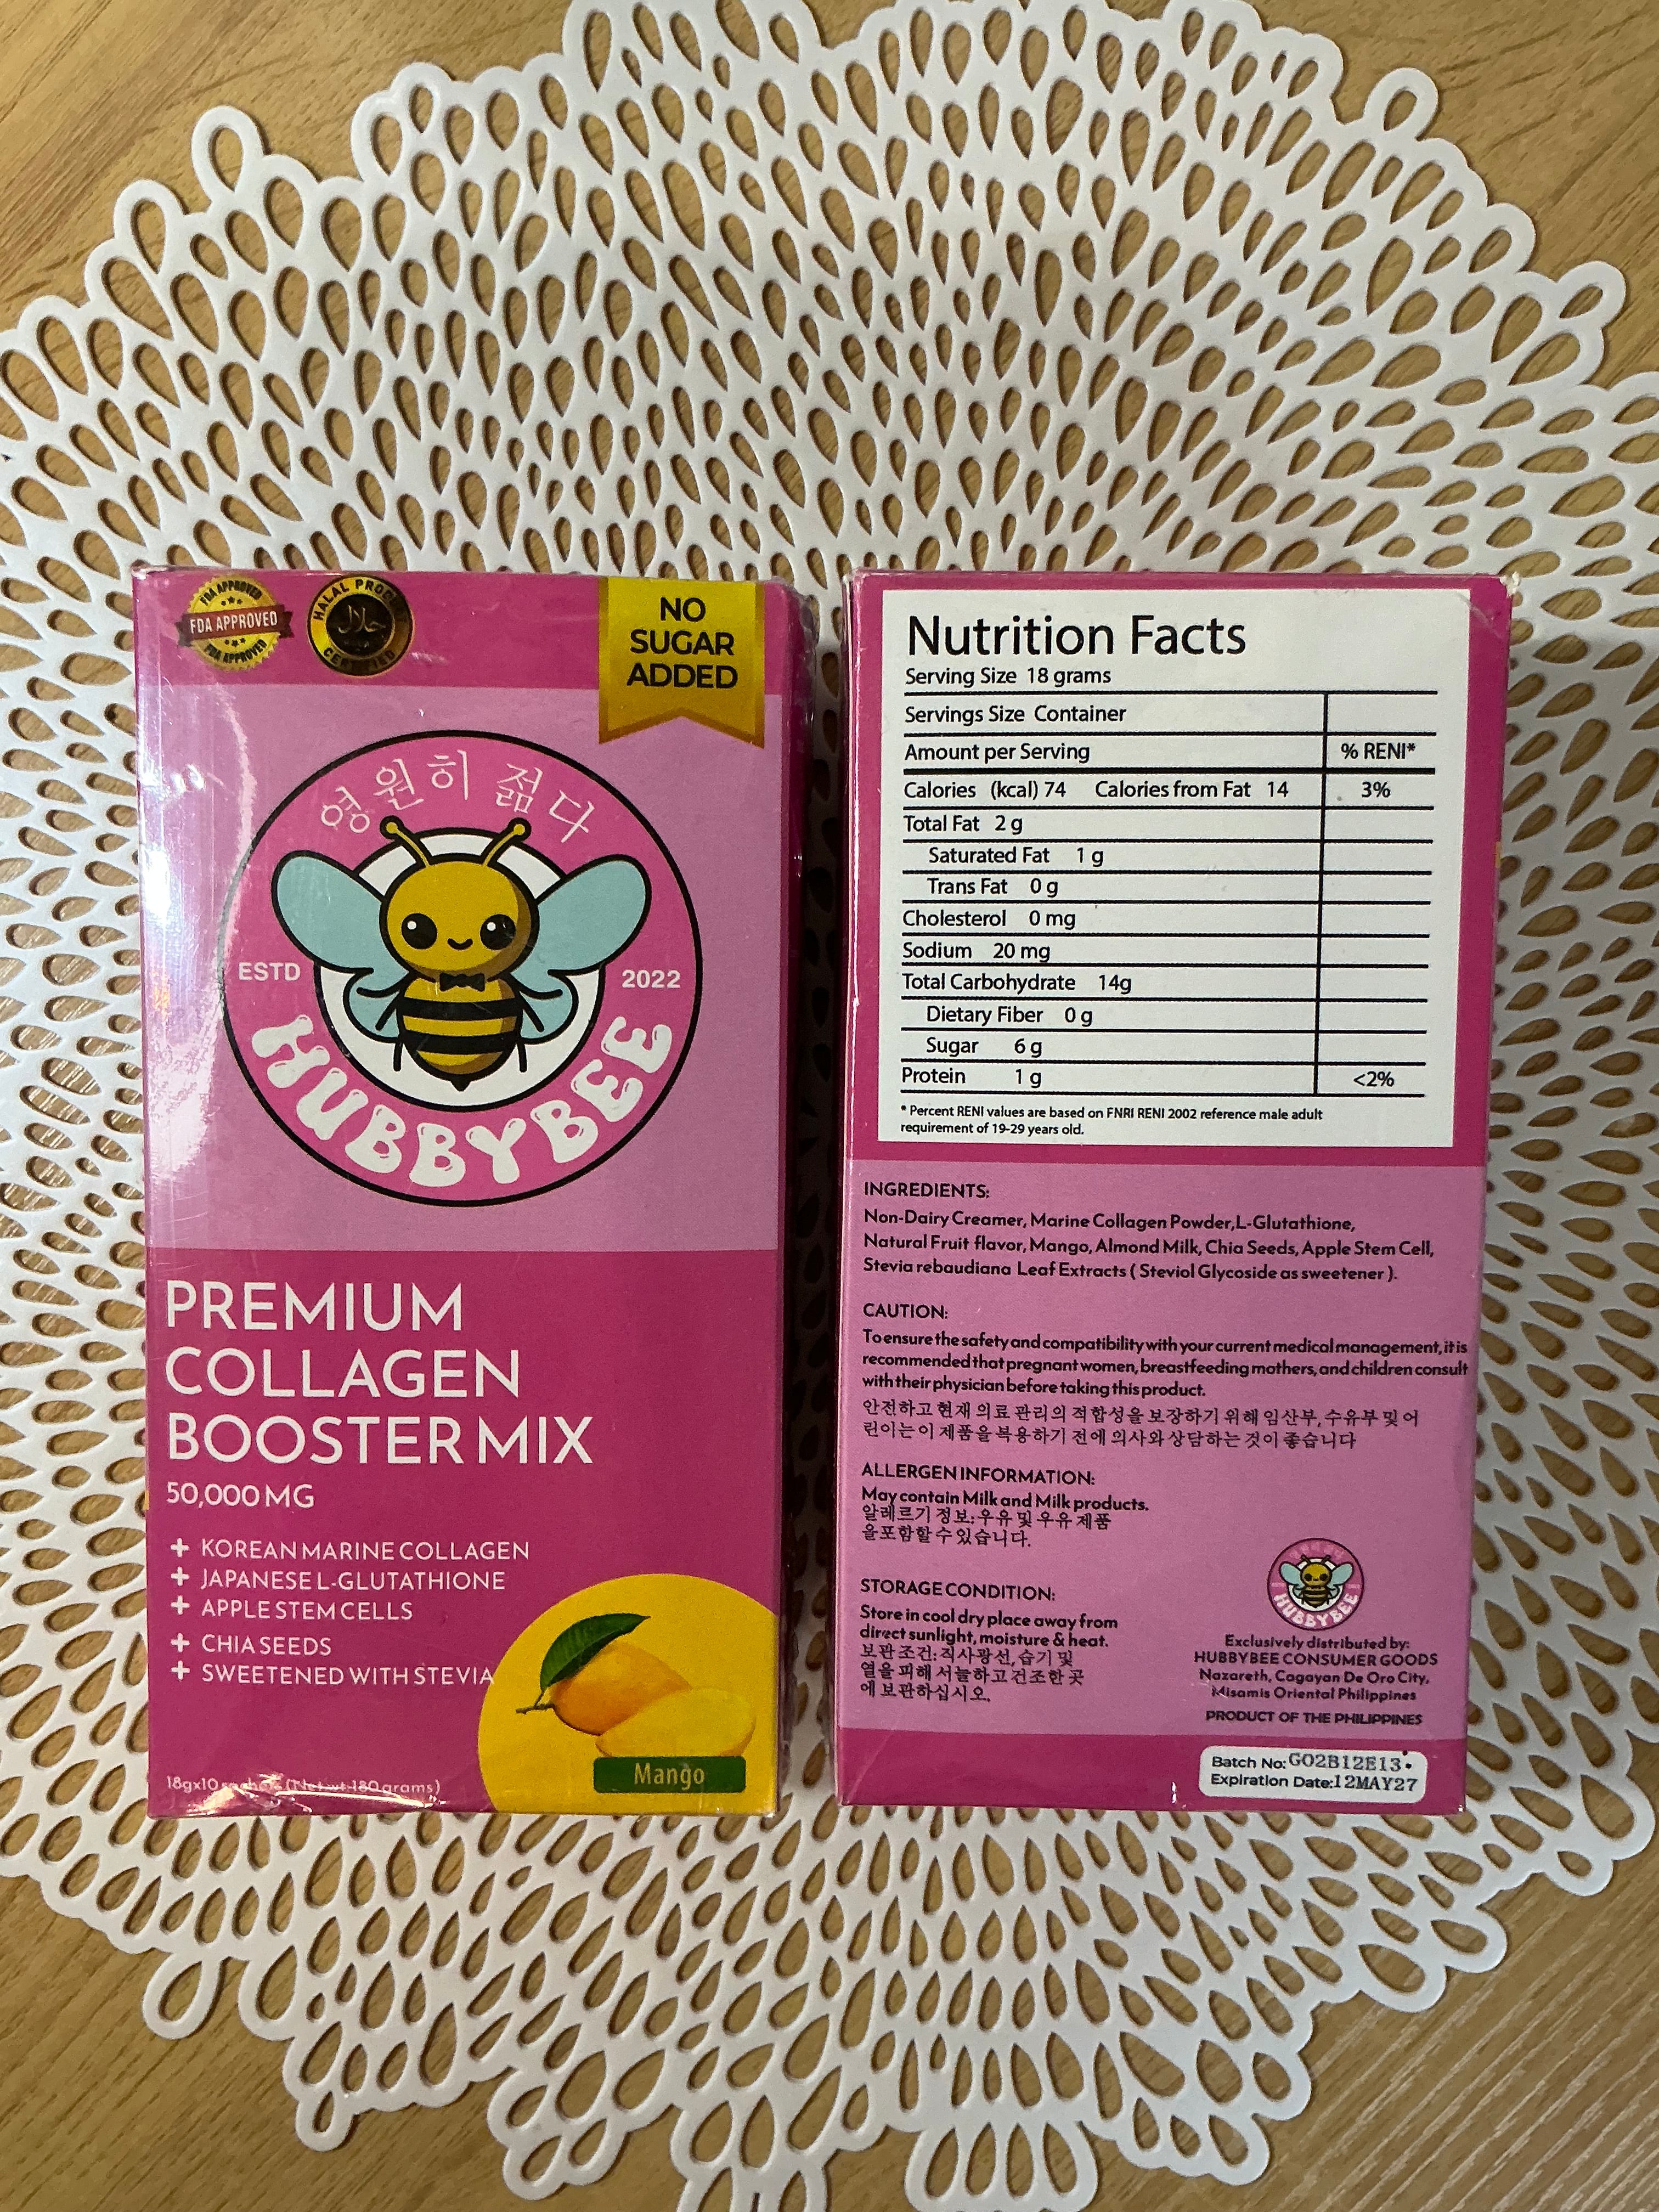 FDA APPROVED
FDA APPROVED
FDA APPROVED
HALAL PRODU
حلال
CERTIFIED
NO
SUGAR
ADDED
영원히 젊다
ESTD
2022
HUBBYBEE
PREMIUM
COLLAGEN
BOOSTER MIX
50,000 MG
+ KOREAN MARINE COLLAGEN
+ JAPANESE L-GLUTATHIONE
+ APPLE STEM CELLS
+ CHIA SEEDS
+ SWEETENED WITH STEVIA
Mango
18gx10 sachets (Net wt 180 grams)
Nutrition Facts
Serving Size 18 grams
Servings Size Container
Amount per Serving % RENI*
Calories (kcal) 74 Calories from Fat 14 3%
Total Fat 2 g
Saturated Fat 1 g
Trans Fat 0 g
Cholesterol 0 mg
Sodium 20 mg
Total Carbohydrate 14g
Dietary Fiber 0 g
Sugar 6 g
Protein 1 g <2%
* Percent RENI values are based on FNRI RENI 2002 reference male adult
requirement of 19-29 years old.
INGREDIENTS:
Non-Dairy Creamer, Marine Collagen Powder,L-Glutathione,
Natural Fruit flavor, Mango, Almond Milk, Chia Seeds, Apple Stem Cell,
Stevia rebaudiana Leaf Extracts ( Steviol Glycoside as sweetener ).
CAUTION:
To ensure the safety and compatibility with your current medical management, it is
recommended that pregnant women, breastfeeding mothers, and children consult
with their physician before taking this product.
안전하고 현재 의료 관리의 적합성을 보장하기 위해 임산부, 수유부 및 어
린이는 이 제품을 복용하기 전에 의사와 상담하는 것이 좋습니다
ALLERGEN INFORMATION:
May contain Milk and Milk products.
알레르기 정보: 우유 및 우유 제품
을 포함할 수 있습니다.
STORAGE CONDITION:
Store in cool dry place away from
direct sunlight, moisture & heat.
보관 조건: 직사광선, 습기 및
열을 피해 서늘하고 건조한 곳
에 보관하십시오.
HUBBYBEE
Exclusively distributed by:
HUBBYBEE CONSUMER GOODS
Nazareth, Cagayan De Oro City,
Misamis Oriental Philippines
PRODUCT OF THE PHILIPPINES
Batch No: GO2B12E13
Expiration Date:12MAY27